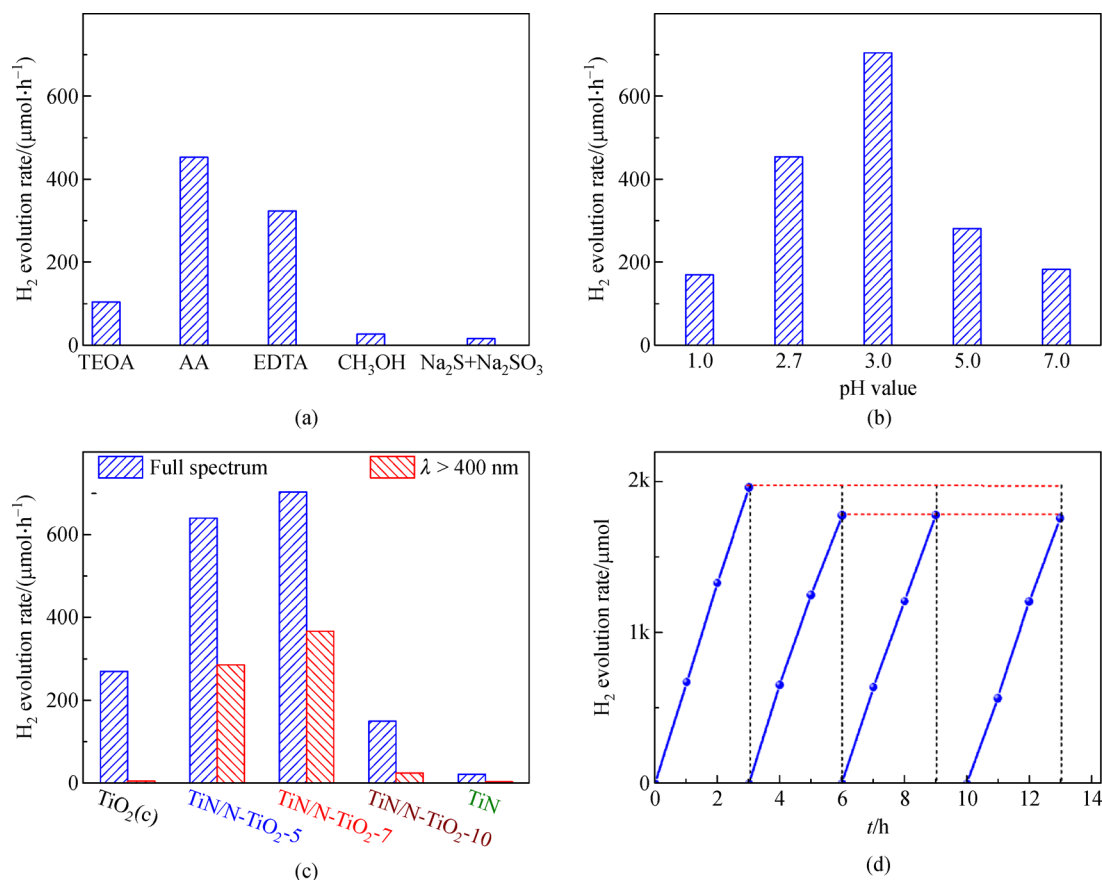 H₂ evolution rate/(μmol·h⁻¹)
600
400
200
0
TEOA AA EDTA CH₃OH Na₂S+Na₂SO₃
(a)
H₂ evolution rate/(μmol·h⁻¹)
600
400
200
0
1.0 2.7 3.0 5.0 7.0
pH value
(b)
Full spectrum λ > 400 nm
H₂ evolution rate/(μmol·h⁻¹)
600
400
200
0
TiO₂(c) TiN/N-TiO₂-5 TiN/N-TiO₂-7 TiN/N-TiO₂-10 TiN
(c)
H₂ evolution rate/μmol
2k
1k
0
0 2 4 6 8 10 12 14
t/h
(d)